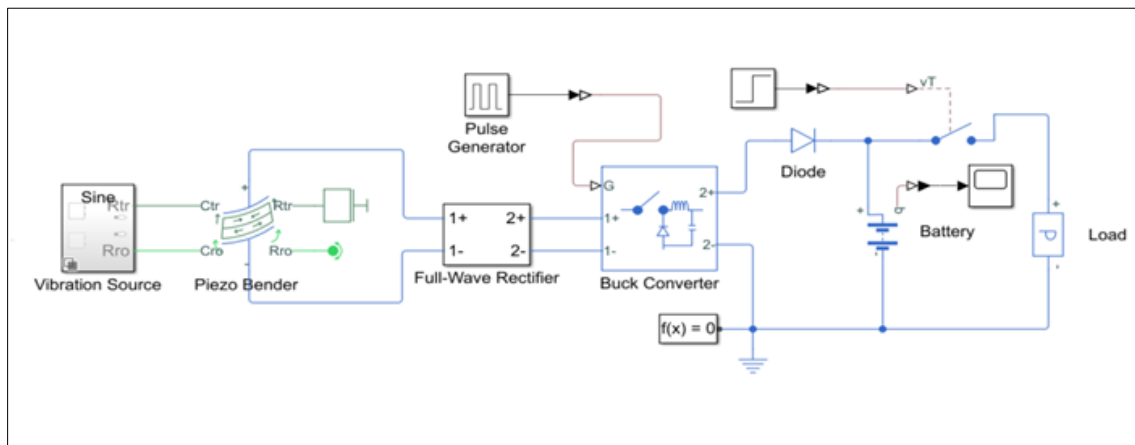 Pulse
Generator
vT
Diode
G
1+
1-
2+
2-
Battery
+
-
q
Load
+
-
P
Sine
Rtr
Rro
Vibration Source
Ctr
Cro
+
-
Rtr
Rro
Piezo Bender
1+
1-
2+
2-
Full-Wave Rectifier
Buck Converter
f(x) = 0